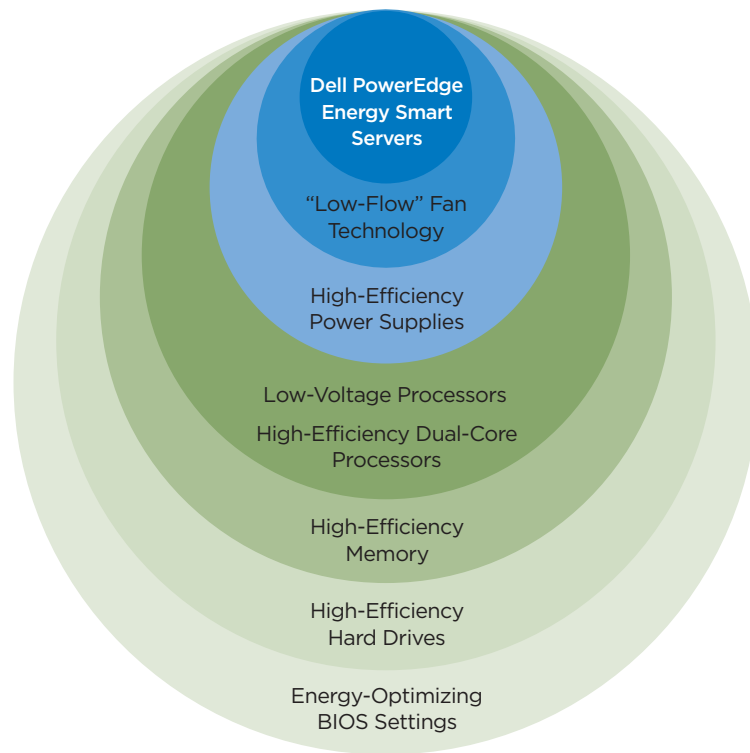 Dell PowerEdge
Energy Smart
Servers
“Low-Flow” Fan
Technology
High-Efficiency
Power Supplies
Low-Voltage Processors
High-Efficiency Dual-Core
Processors
High-Efficiency
Memory
High-Efficiency
Hard Drives
Energy-Optimizing
BIOS Settings